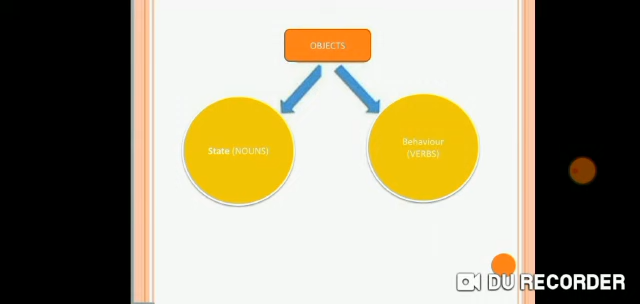 OBJECTS
State (NOUNS)
Behaviour
(VERBS)
DU RECORDER